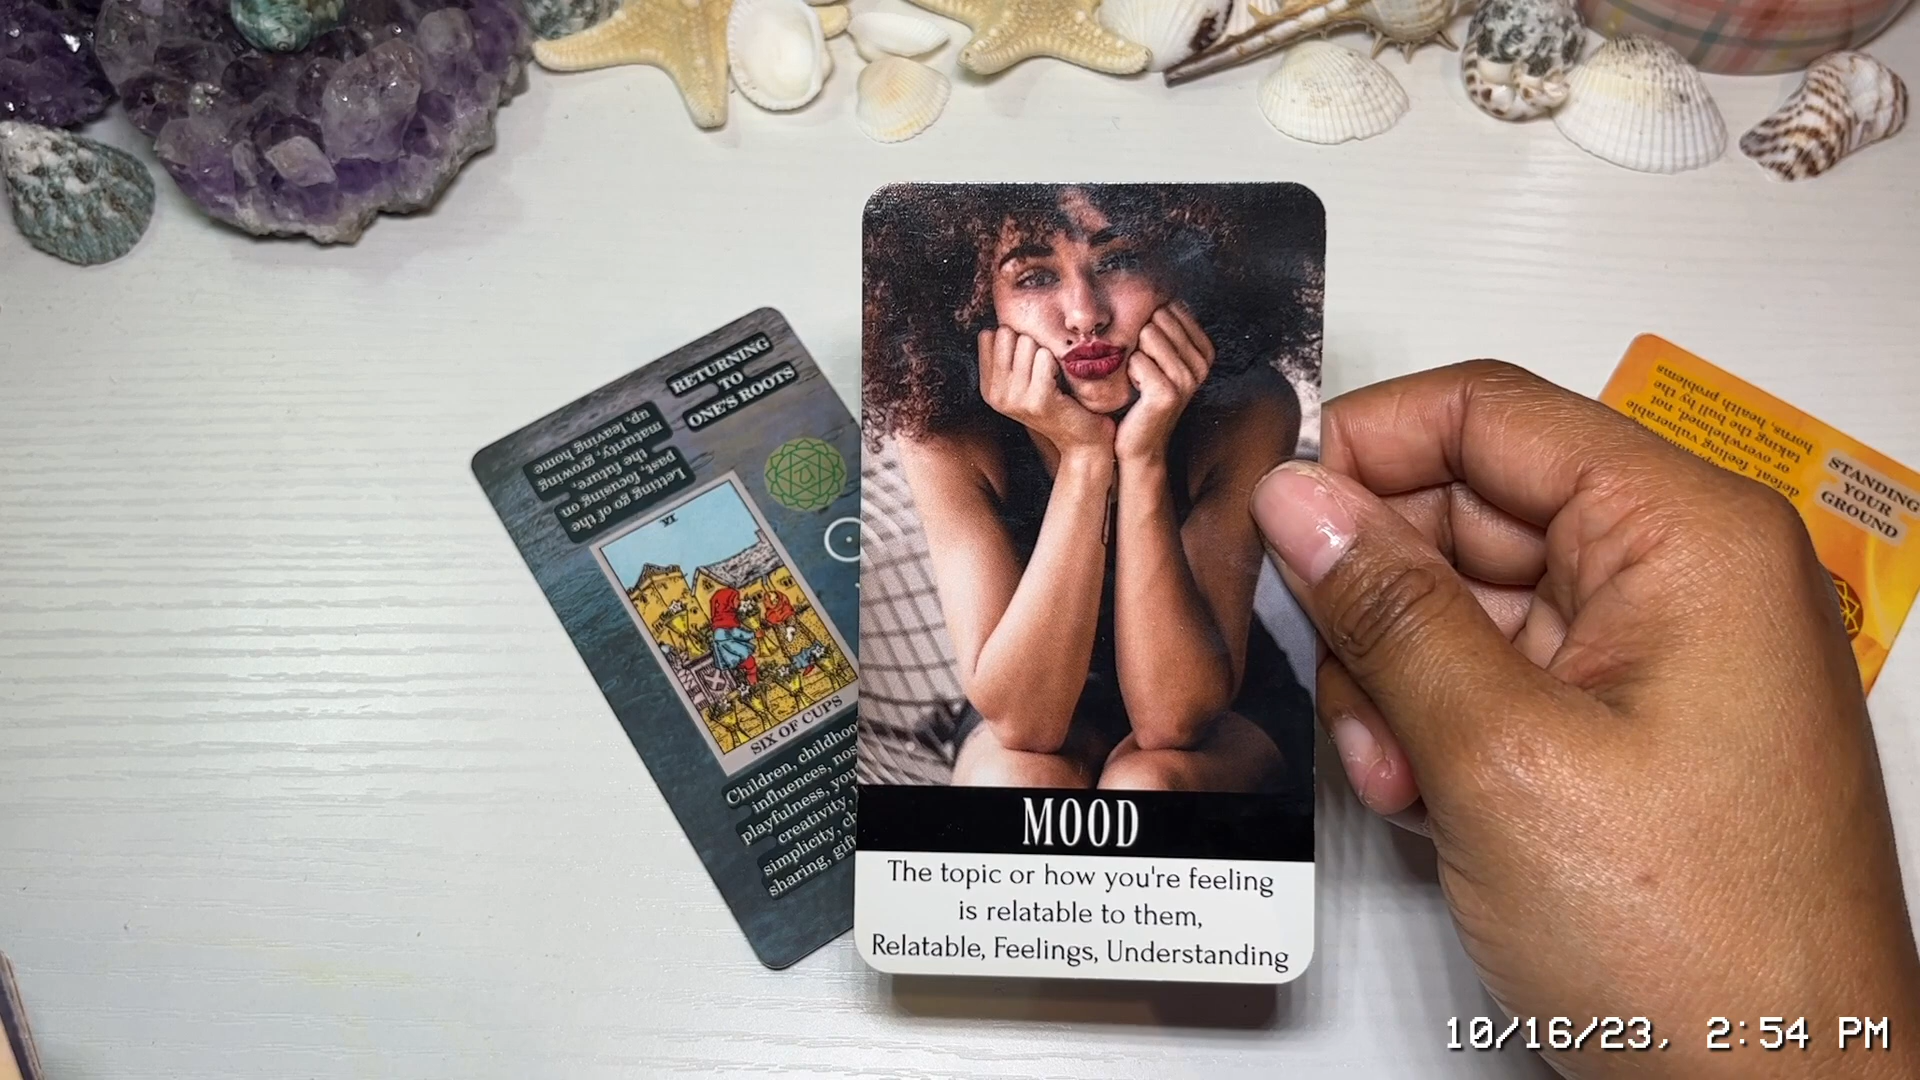 RETURNING
TO
ONE'S ROOTS
Letting go of the
past, focusing on
the future,
maturity, growing
up, leaving home
VI
SIX OF CUPS
Children,
influences,
playfulness,
creativity,
simplicity,
sharing,
MOOD
The topic or how you're feeling
is relatable to them,
Relatable, Feelings, Understanding
STANDING
YOUR
GROUND
defeat, feeling
or overwhelmed, not
taking the bull by the
horns, health problems
10/16/23, 2:54 PM